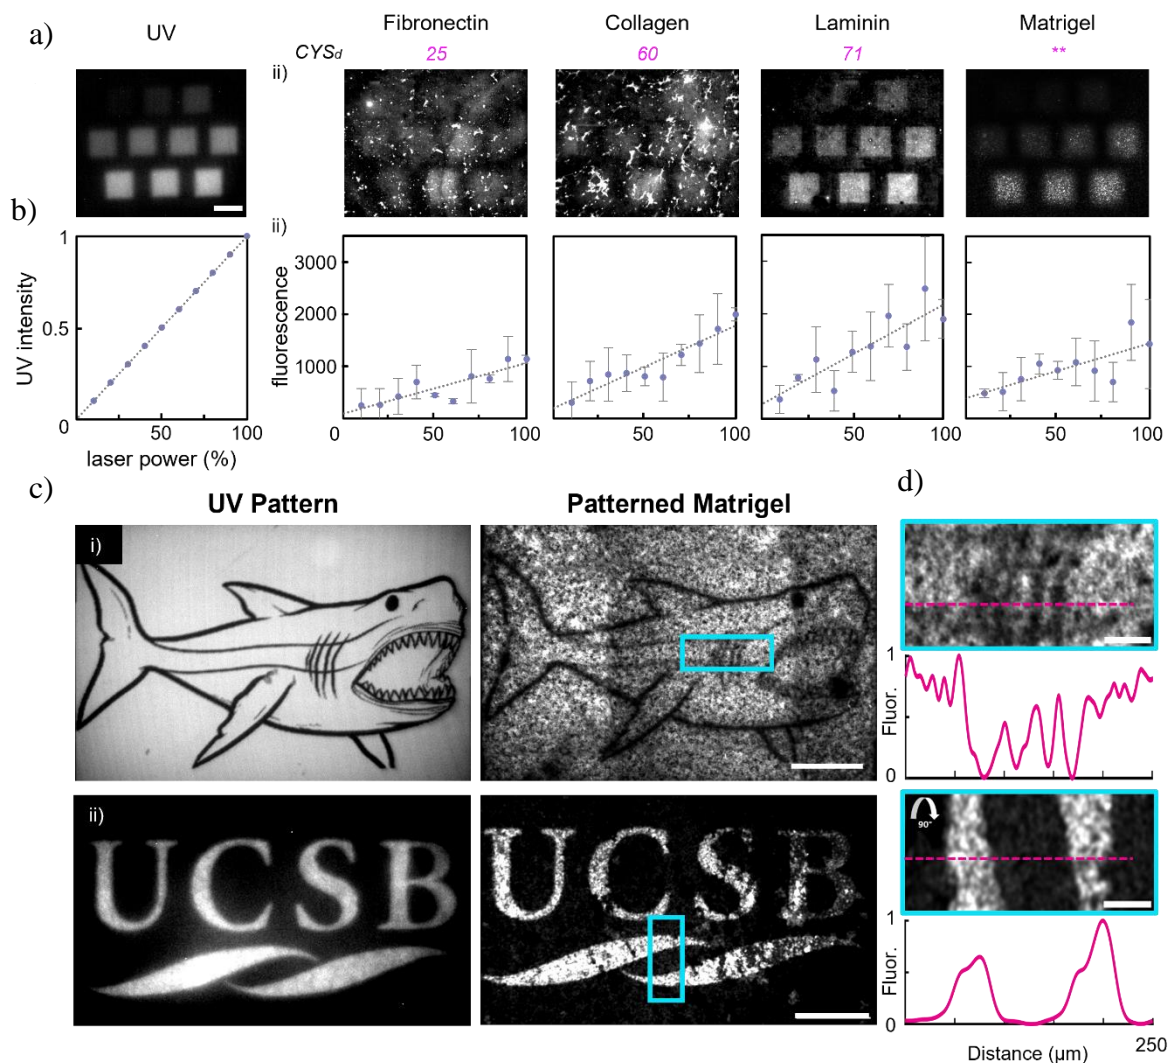 a)
UV
Fibronectin
Collagen
Laminin
Matrigel
CYSd
25
60
71
**
ii)
b)
ii)
UV intensity
1
0.5
0
50
100
laser power (%)
fluorescence
3000
2000
1000
0
50
100
50
100
50
100
50
100
c)
UV Pattern
Patterned Matrigel
d)
i)
1
Fluor.
0
ii)
UCSB
UCSB
90°
1
Fluor.
0
Distance (µm)
250